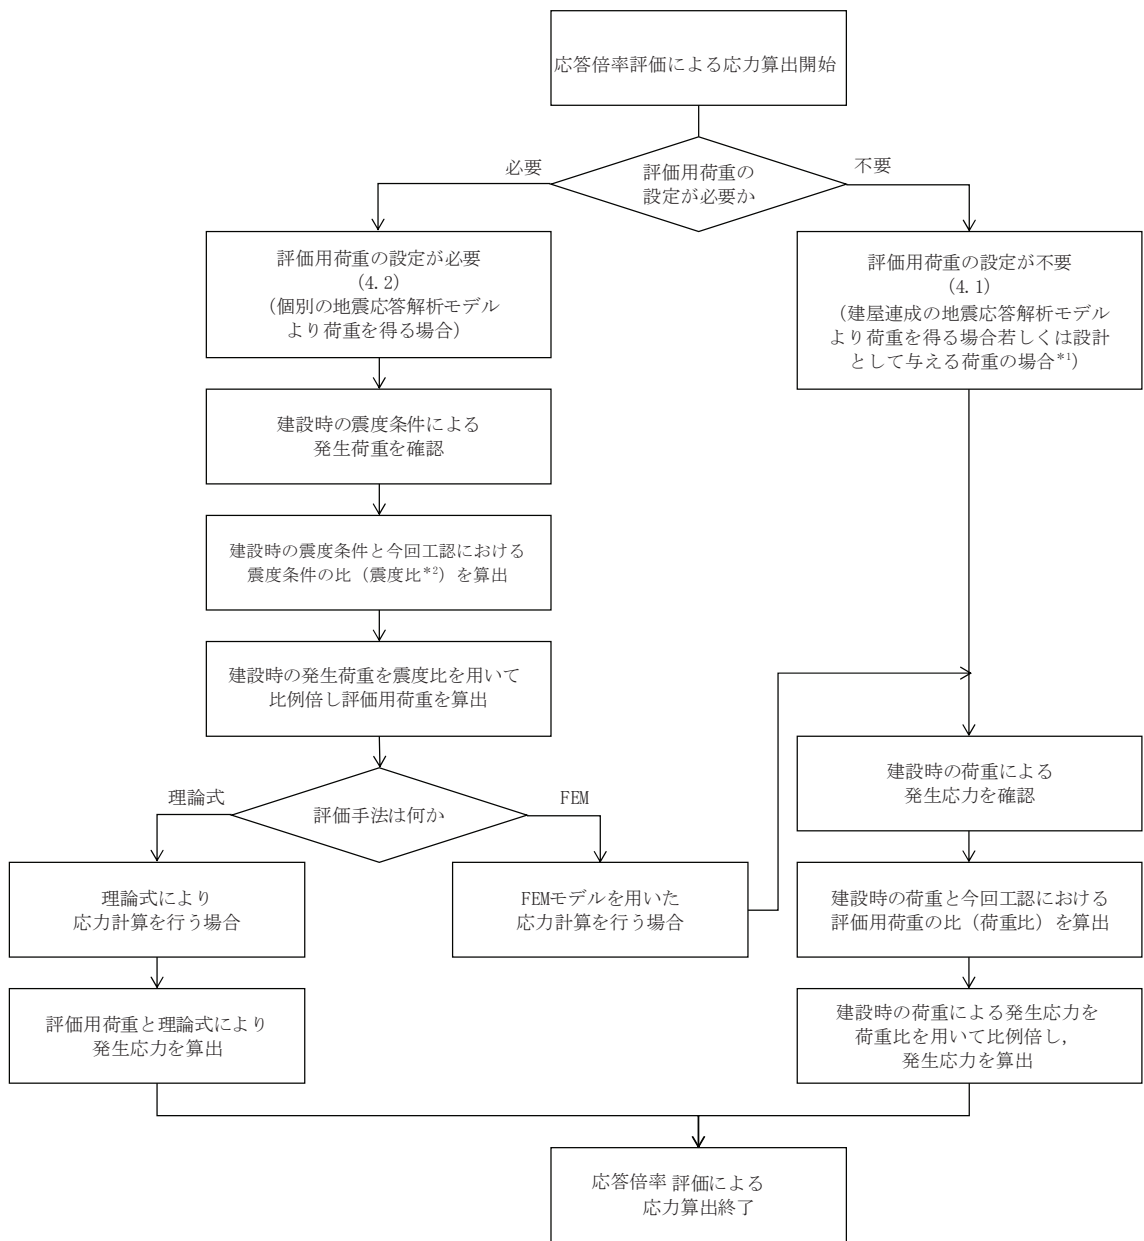 応答倍率評価による応力算出開始
評価用荷重の
設定が必要か
必要
不要
評価用荷重の設定が必要
(4.2)
(個別の地震応答解析モデル
より荷重を得る場合)
評価用荷重の設定が不要
(4.1)
(建屋連成の地震応答解析モデル
より荷重を得る場合若しくは設計
として与える荷重の場合*1)
建設時の震度条件による
発生荷重を確認
建設時の震度条件と今回工認における
震度条件の比(震度比*2)を算出
建設時の発生荷重を震度比を用いて
比例倍し評価用荷重を算出
評価手法は何か
理論式
FEM
理論式により
応力計算を行う場合
FEMモデルを用いた
応力計算を行う場合
評価用荷重と理論式により
発生応力を算出
建設時の荷重による
発生応力を確認
建設時の荷重と今回工認における
評価用荷重の比(荷重比)を算出
建設時の荷重による発生応力を
荷重比を用いて比例倍し,
発生応力を算出
応答倍率 評価による
応力算出終了